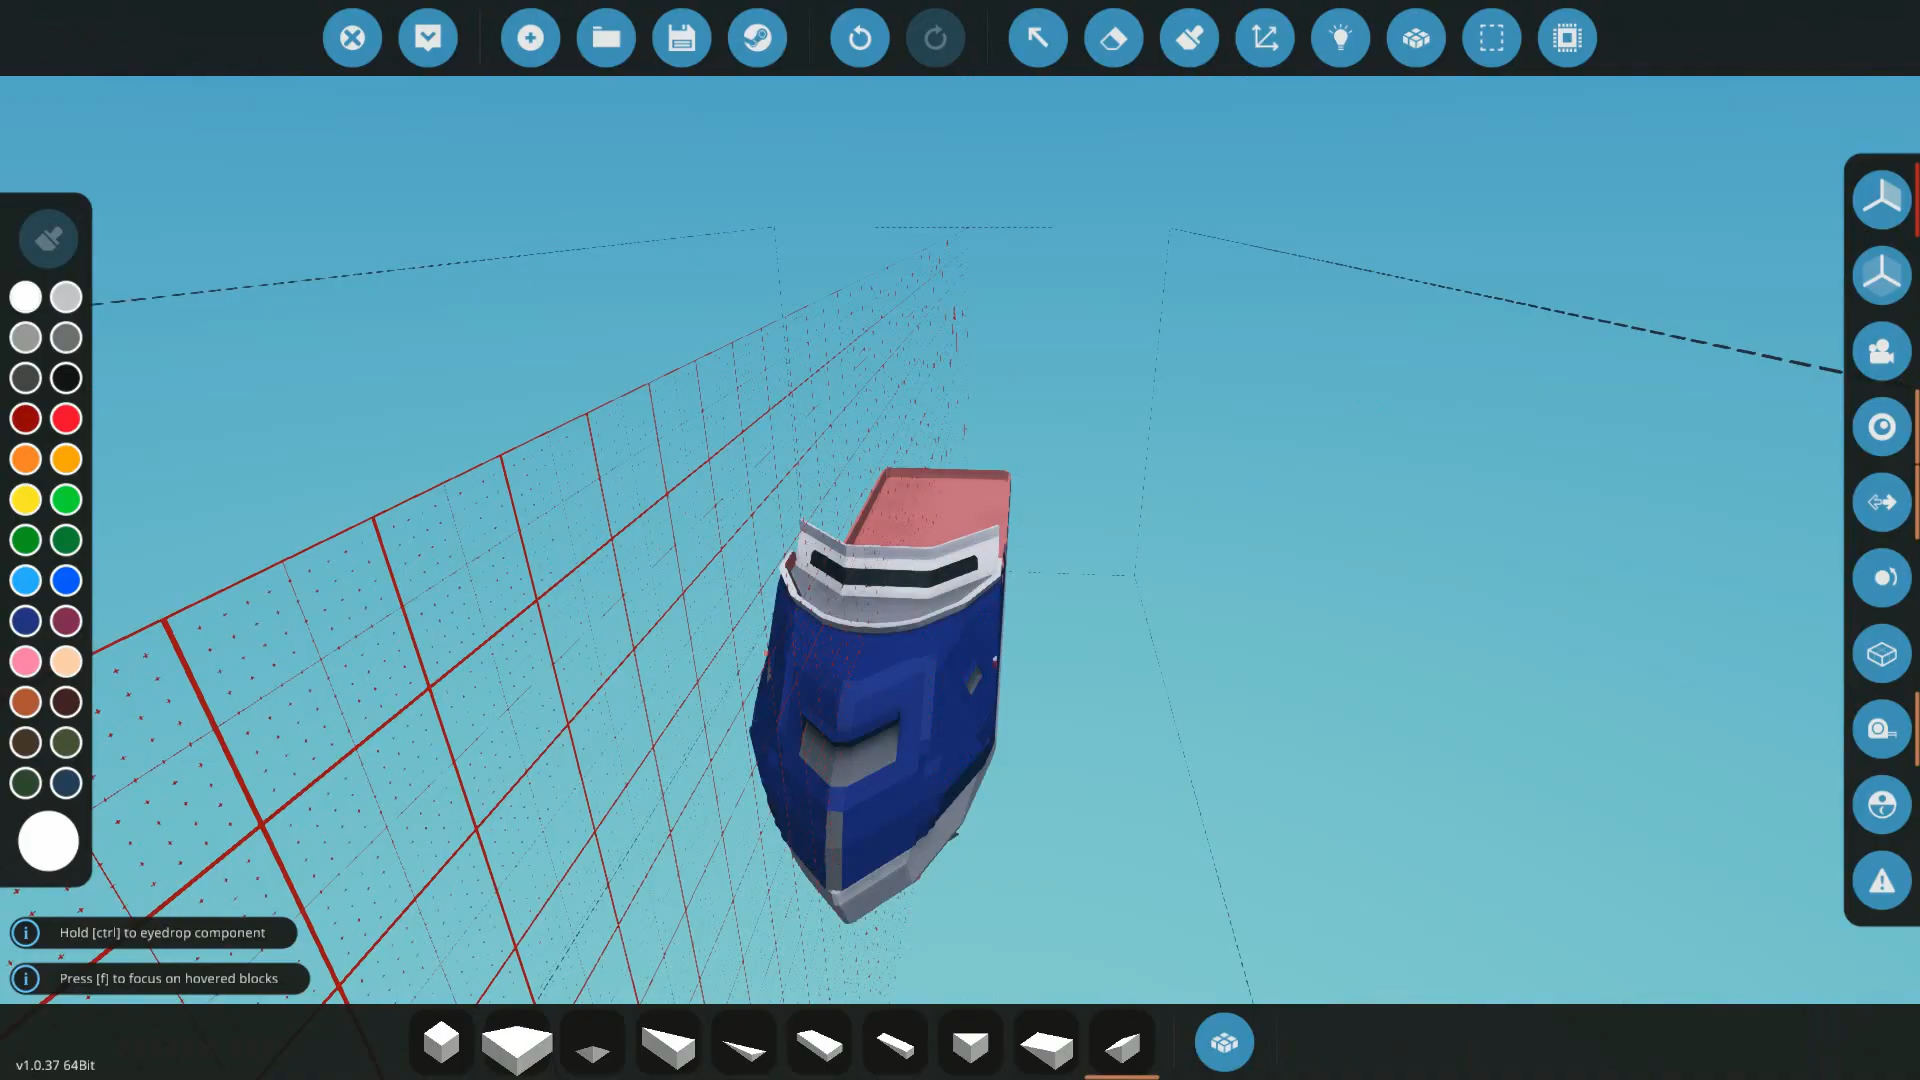 Hold [ctrl] to eyedrop component
Press [f] to focus on hovered blocks
v1.0.37 64Bit